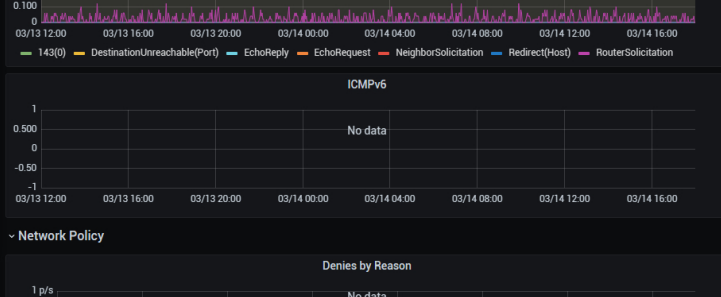 0.100
0
03/13 12:00 03/13 16:00 03/13 20:00 03/14 00:00 03/14 04:00 03/14 08:00 03/14 12:00 03/14 16:00
143(0) DestinationUnreachable(Port) EchoReply EchoRequest NeighborSolicitation Redirect(Host) RouterSolicitation
ICMPv6
1
No data
0.500
0
-0.50
-1
03/13 12:00 03/13 16:00 03/13 20:00 03/14 00:00 03/14 04:00 03/14 08:00 03/14 12:00 03/14 16:00
Network Policy
Denies by Reason
1 p/s
No data